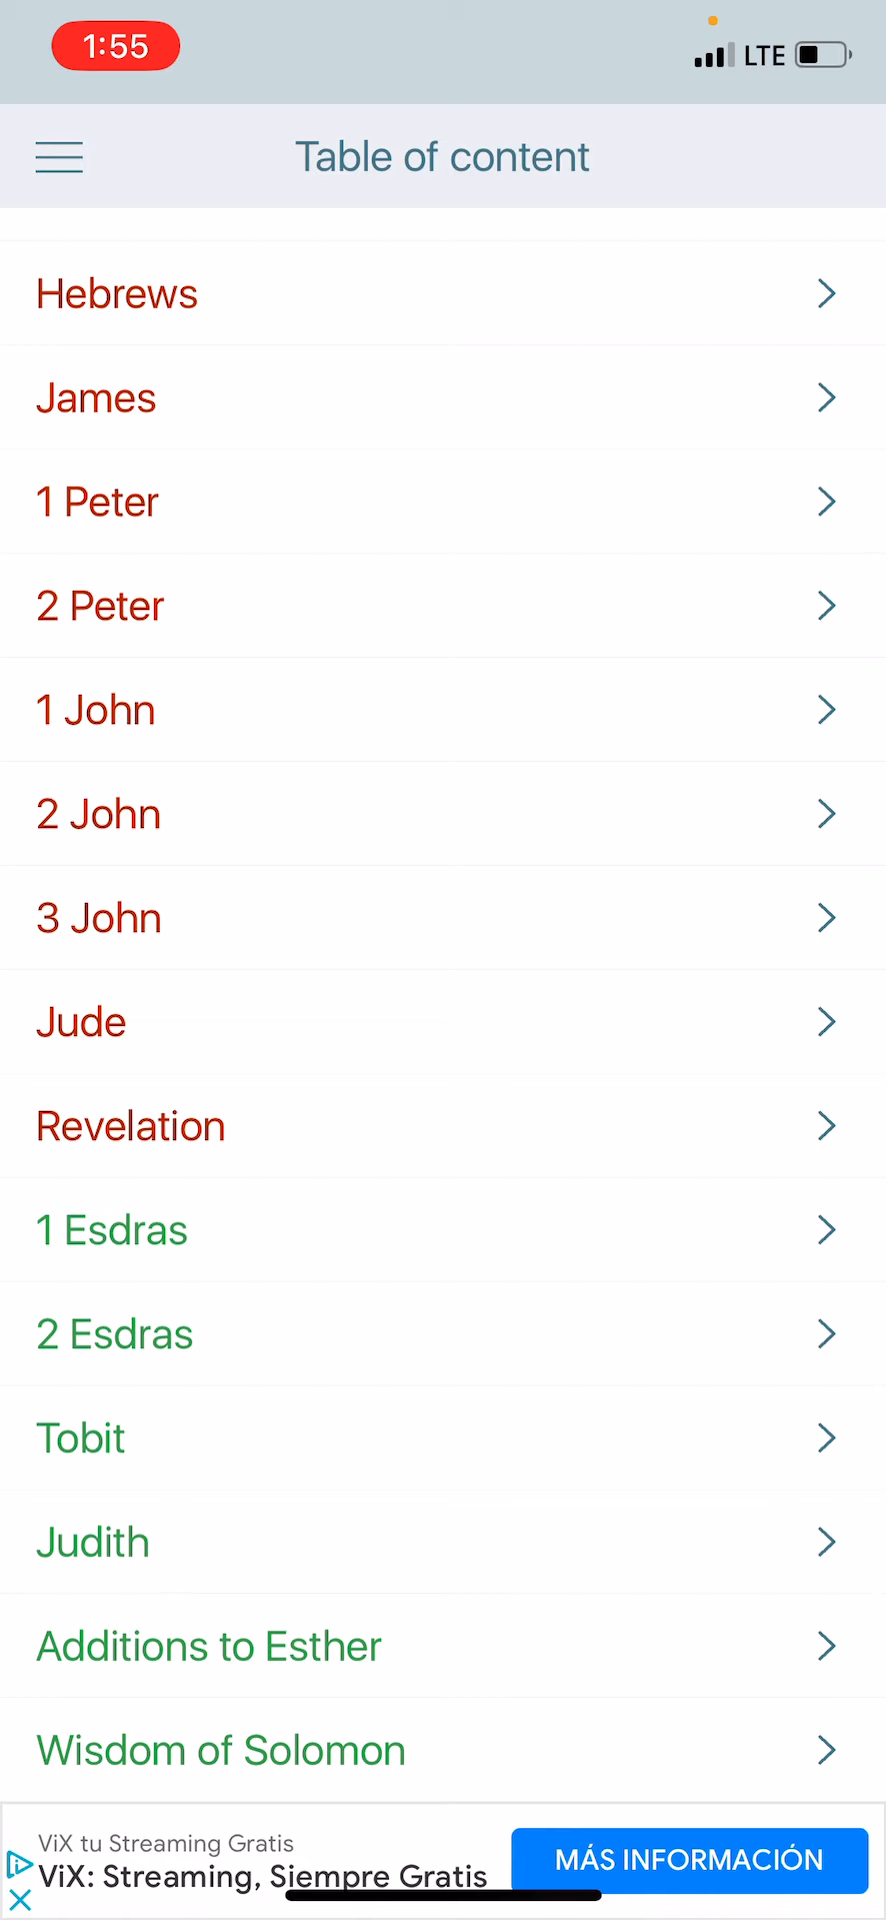 1:55
LTE
Table of content
Hebrews
James
1 Peter
2 Peter
1 John
2 John
3 John
Jude
Revelation
1 Esdras
2 Esdras
Tobit
Judith
Additions to Esther
Wisdom of Solomon
ViX tu Streaming Gratis
ViX: Streaming, Siempre Gratis
MÁS INFORMACIÓN